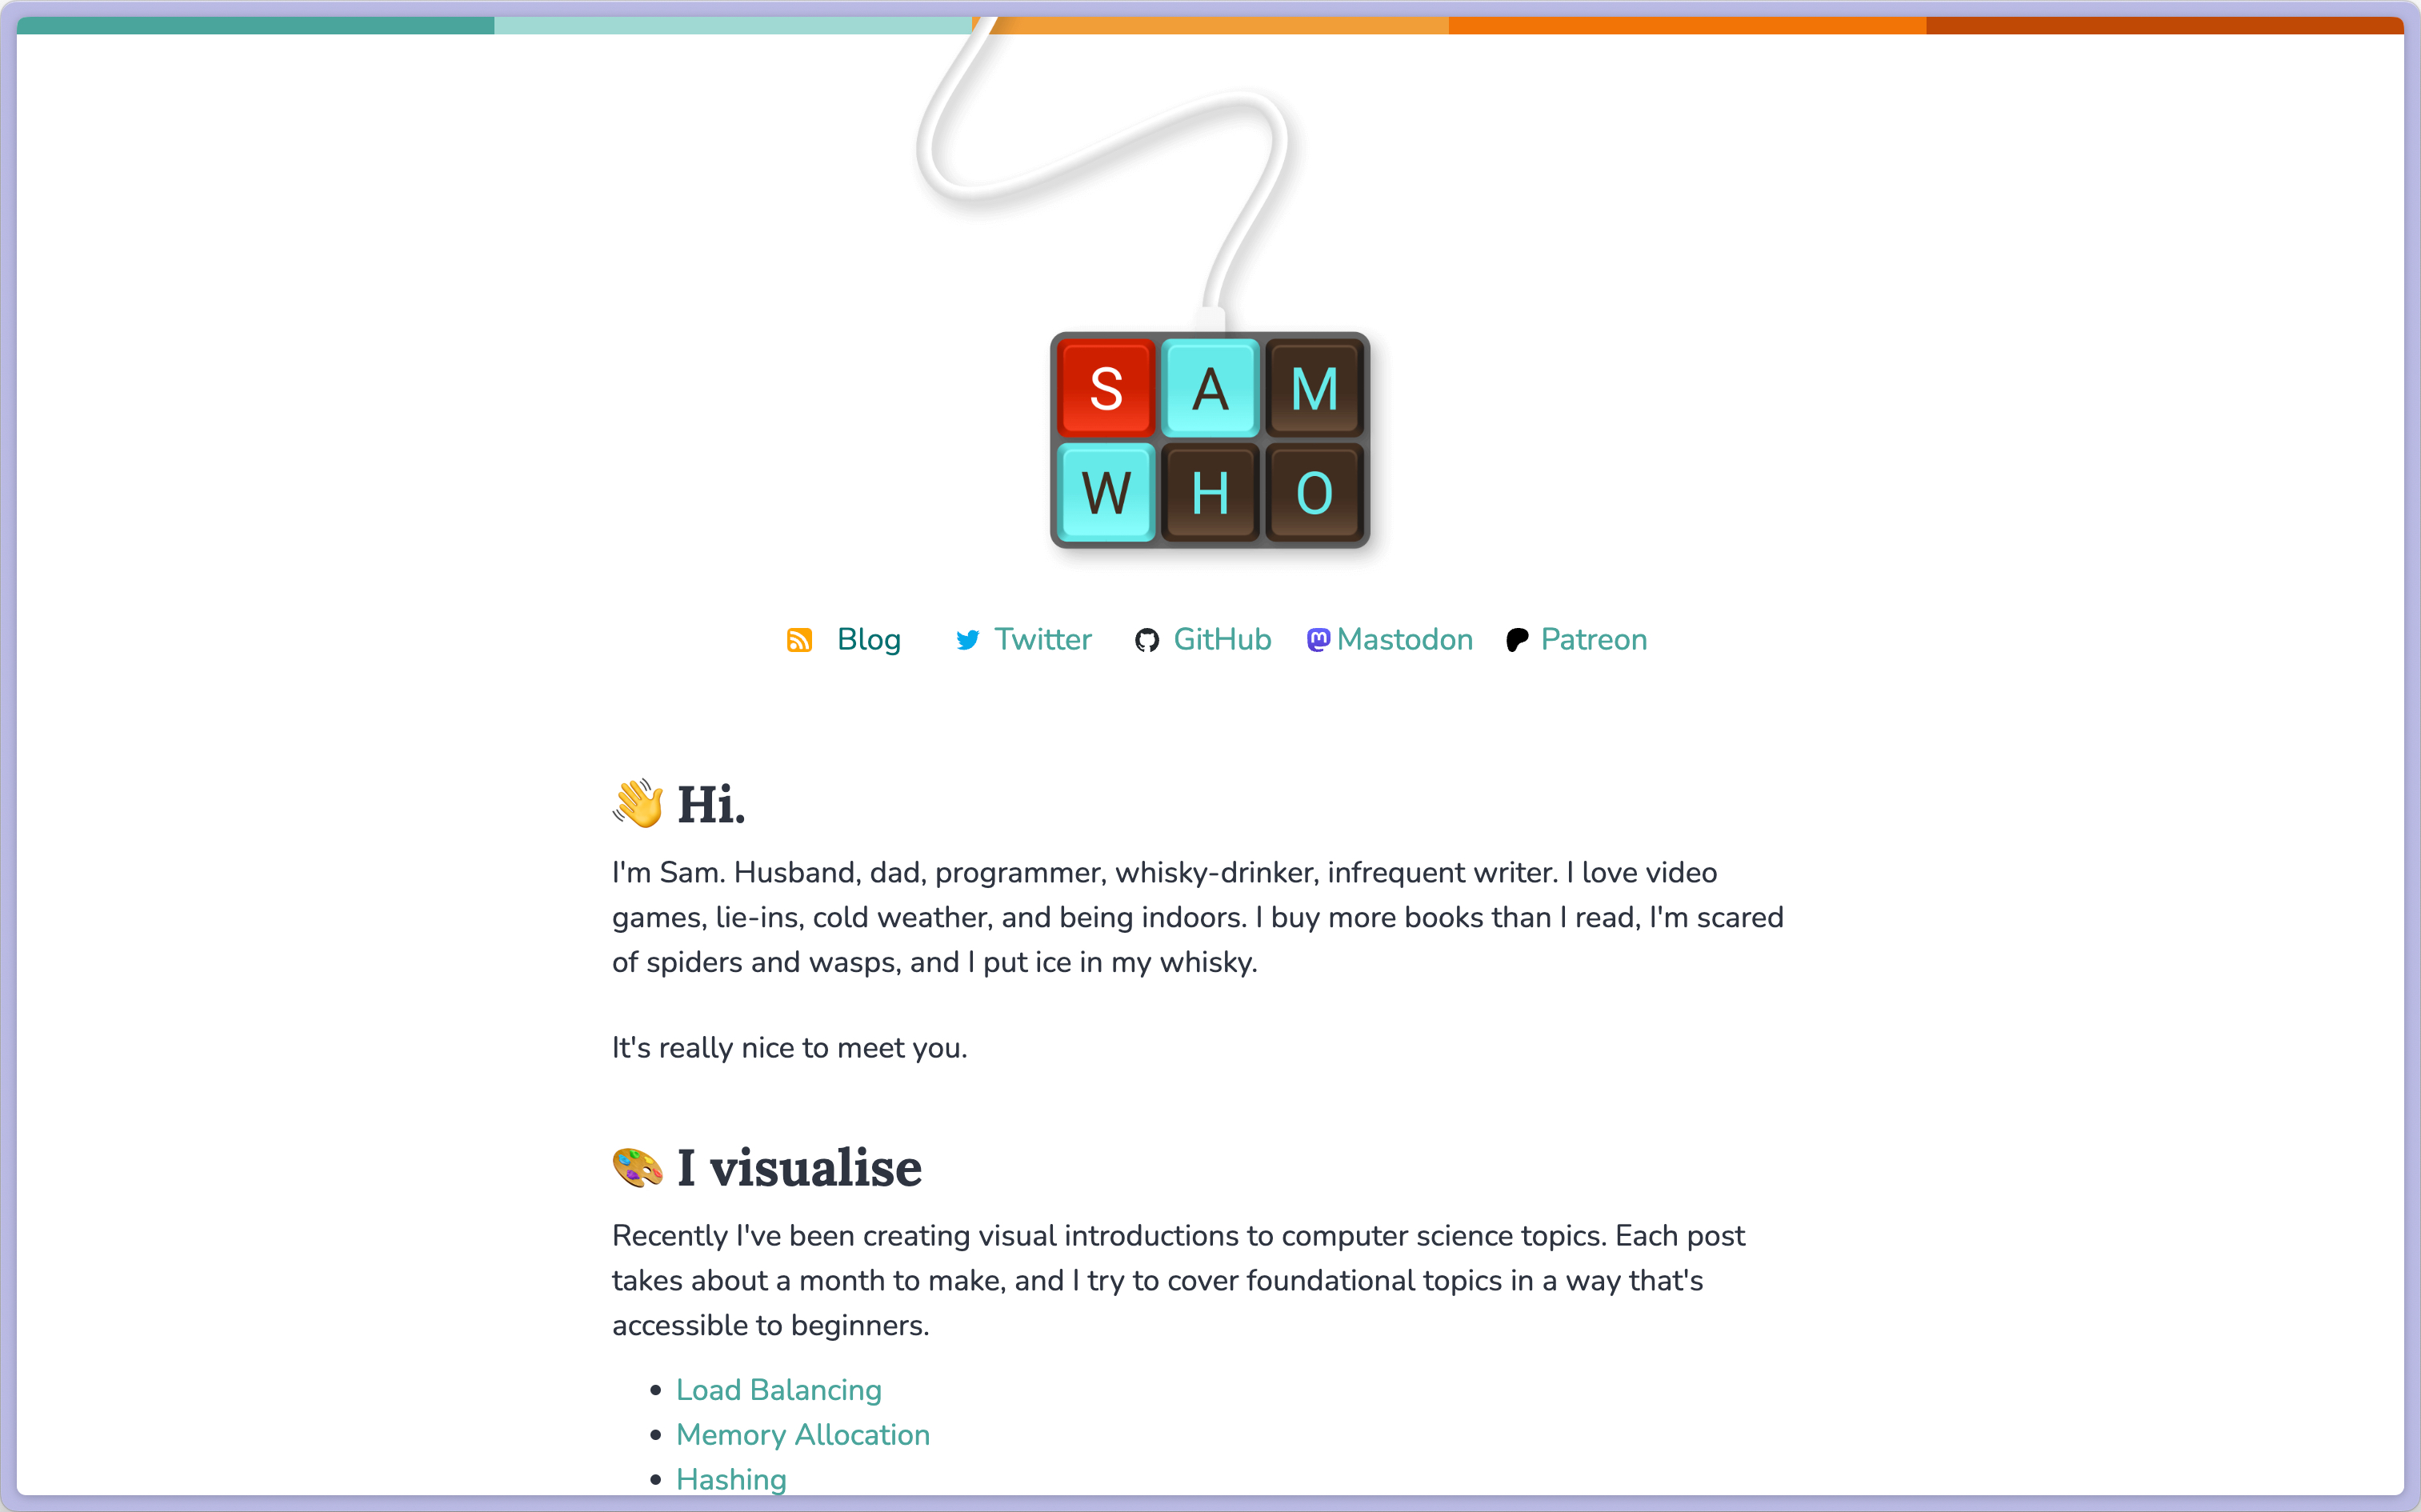 S A M
W H O
Blog Twitter GitHub Mastodon Patreon
👋 Hi.
I'm Sam. Husband, dad, programmer, whisky-drinker, infrequent writer. I love video
games, lie-ins, cold weather, and being indoors. I buy more books than I read, I'm scared
of spiders and wasps, and I put ice in my whisky.
It's really nice to meet you.
🎨 I visualise
Recently I've been creating visual introductions to computer science topics. Each post
takes about a month to make, and I try to cover foundational topics in a way that's
accessible to beginners.
• Load Balancing
• Memory Allocation
• Hashing